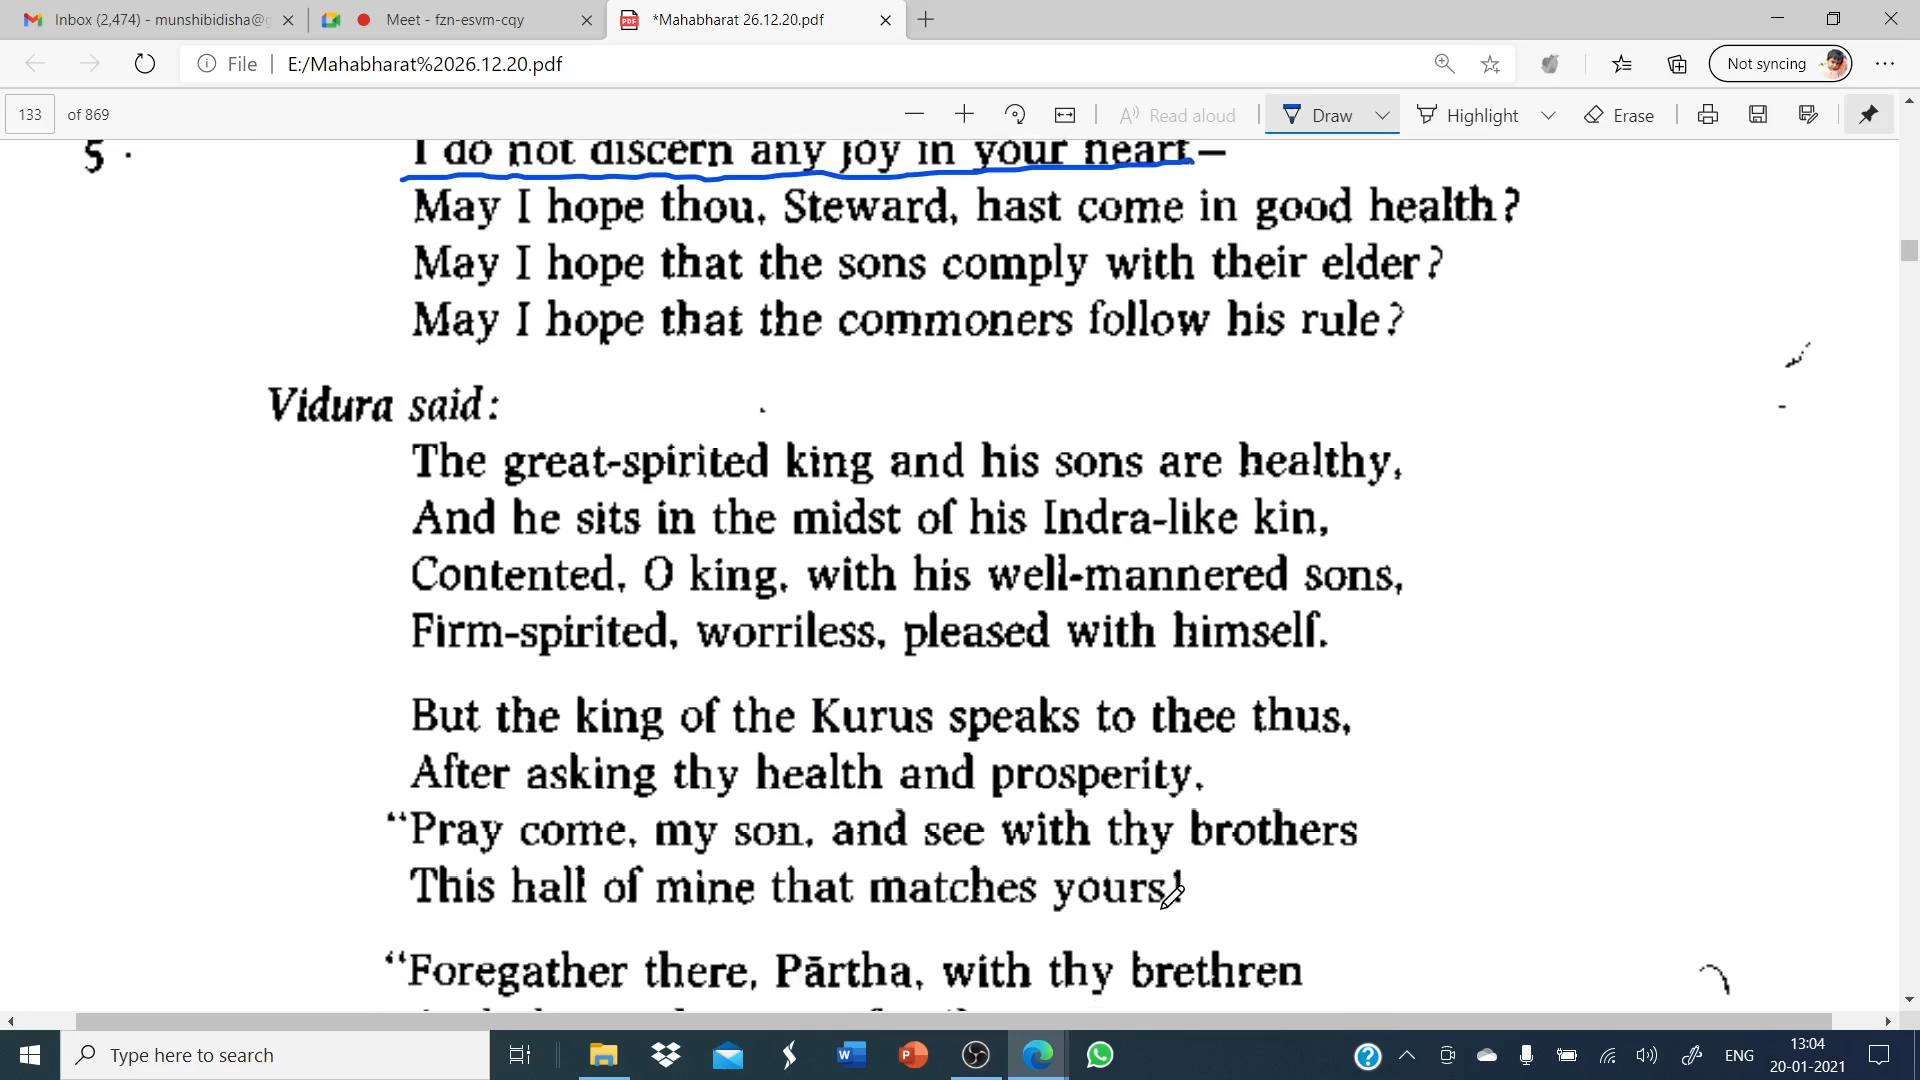 Inbox (2,474) - munshibidisha@g
Meet - fzn-esvm-cqy
*Mahabharat 26.12.20.pdf
File
E:/Mahabharat%2026.12.20.pdf
Not syncing
133 of 869
Read aloud
Draw
Highlight
Erase
5
I do not discern any joy in your heart—
May I hope thou, Steward, hast come in good health?
May I hope that the sons comply with their elder?
May I hope that the commoners follow his rule?
Vidura said:
The great-spirited king and his sons are healthy,
And he sits in the midst of his Indra-like kin,
Contented, O king, with his well-mannered sons,
Firm-spirited, worriless, pleased with himself.
But the king of the Kurus speaks to thee thus,
After asking thy health and prosperity,
“Pray come, my son, and see with thy brothers
This hall of mine that matches yours!
“Foregather there, Pārtha, with thy brethren
Type here to search
ENG
13:04
20-01-2021